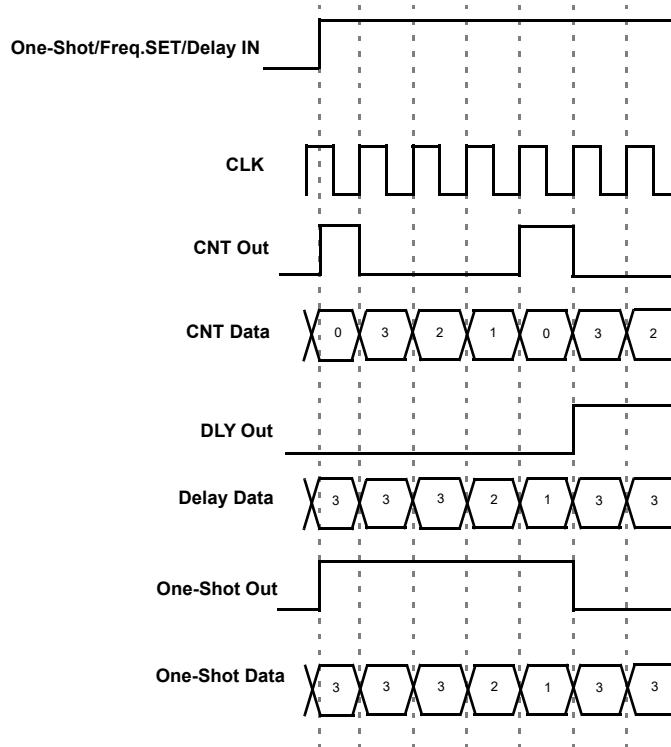 One-Shot/Freq.SET/Delay IN
CLK
CNT Out
CNT Data 0 3 2 1 0 3 2
DLY Out
Delay Data 3 3 3 2 1 3 3
One-Shot Out
One-Shot Data 3 3 3 2 1 3 3